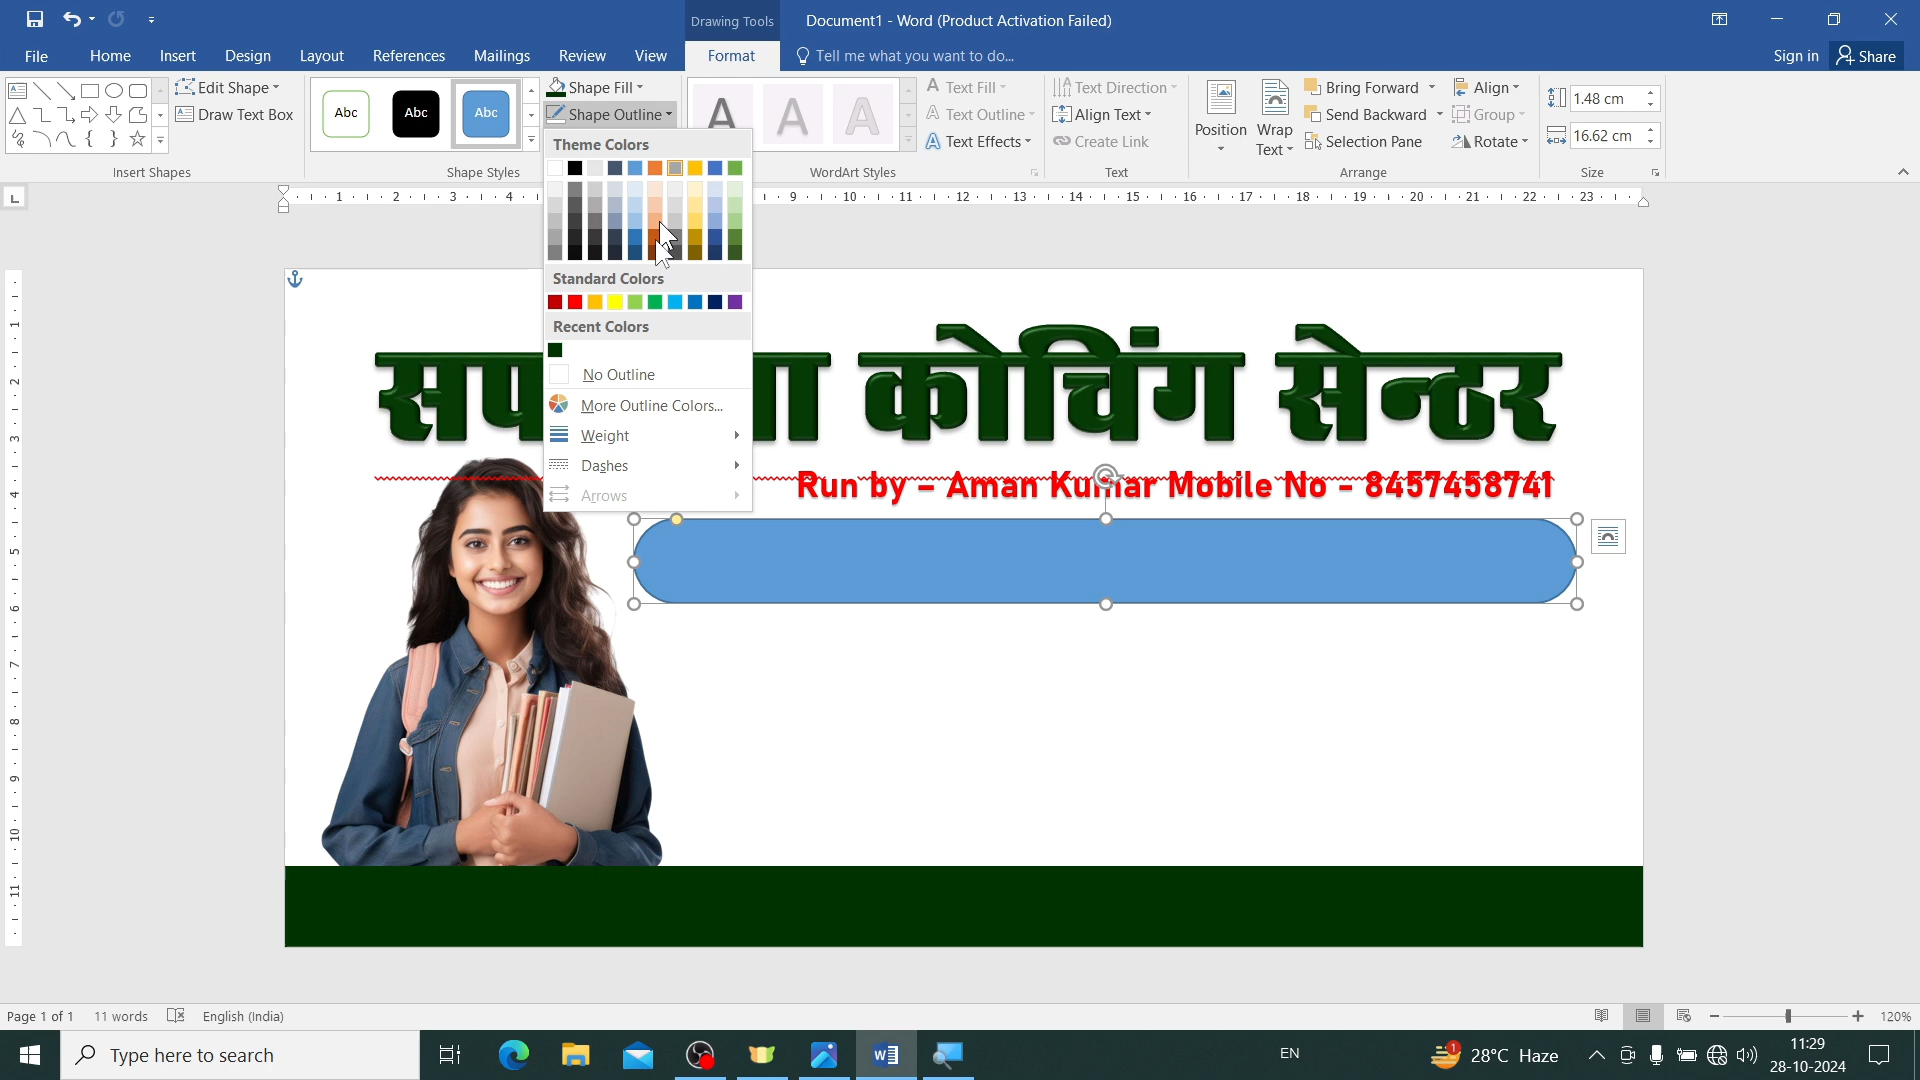 Drawing Tools
Document1 - Word (Product Activation Failed)
File Home Insert Design Layout References Mailings Review View Format Tell me what you want to do... Sign in Share
Edit Shape
Draw Text Box
Insert Shapes
Abc Abc Abc
Shape Styles
Shape Fill
Shape Outline
WordArt Styles
Text Fill
Text Outline
Text Effects
Text Direction
Align Text
Create Link
Text
Position
Wrap Text
Bring Forward
Send Backward
Selection Pane
Align
Group
Rotate
Arrange
1.48 cm
16.62 cm
Size
Theme Colors
Standard Colors
Recent Colors
No Outline
More Outline Colors...
Weight
Dashes
Arrows
कोचिंग सेन्टर
Run by – Aman Kumar Mobile No - 8457458741
Page 1 of 1 11 words English (India) 120%
Type here to search
EN
28°C Haze
11:29
28-10-2024